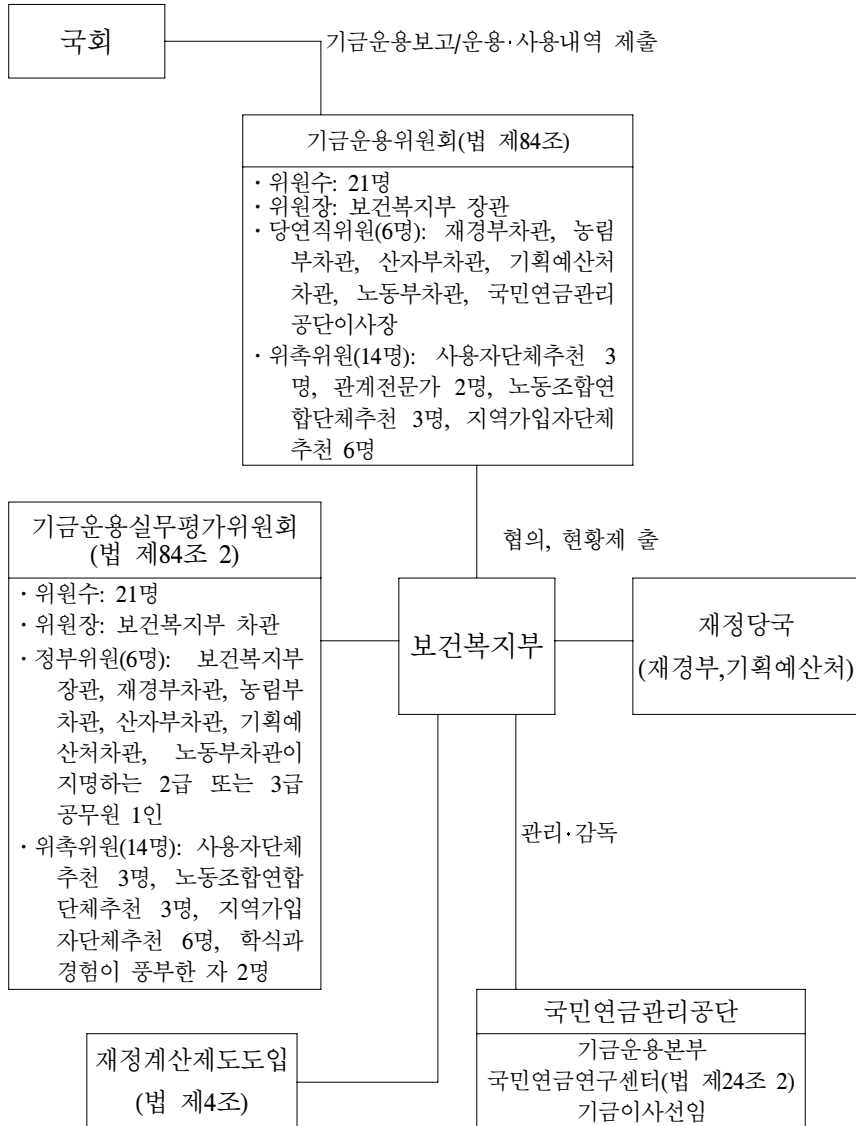 국회
기금운용보고/운용·사용내역 제출
기금운용위원회(법 제84조)
· 위원수: 21명
· 위원장: 보건복지부 장관
· 당연직위원(6명): 재경부차관, 농림
부차관, 산자부차관, 기획예산처
차관, 노동부차관, 국민연금관리
공단이사장
· 위촉위원(14명): 사용자단체추천 3
명, 관계전문가 2명, 노동조합연
합단체추천 3명, 지역가입자단체
추천 6명
기금운용실무평가위원회
(법 제84조 2)
· 위원수: 21명
· 위원장: 보건복지부 차관
· 정부위원(6명): 보건복지부
장관, 재경부차관, 농림부
차관, 산자부차관, 기획예
산처차관, 노동부차관이
지명하는 2급 또는 3급
공무원 1인
· 위촉위원(14명): 사용자단체
추천 3명, 노동조합연합
단체추천 3명, 지역가입
자단체추천 6명, 학식과
경험이 풍부한 자 2명
협의, 현황제 출
보건복지부
재정당국
(재경부,기획예산처)
관리·감독
재정계산제도도입
(법 제4조)
국민연금관리공단
기금운용본부
국민연금연구센터(법 제24조 2)
기금이사선임